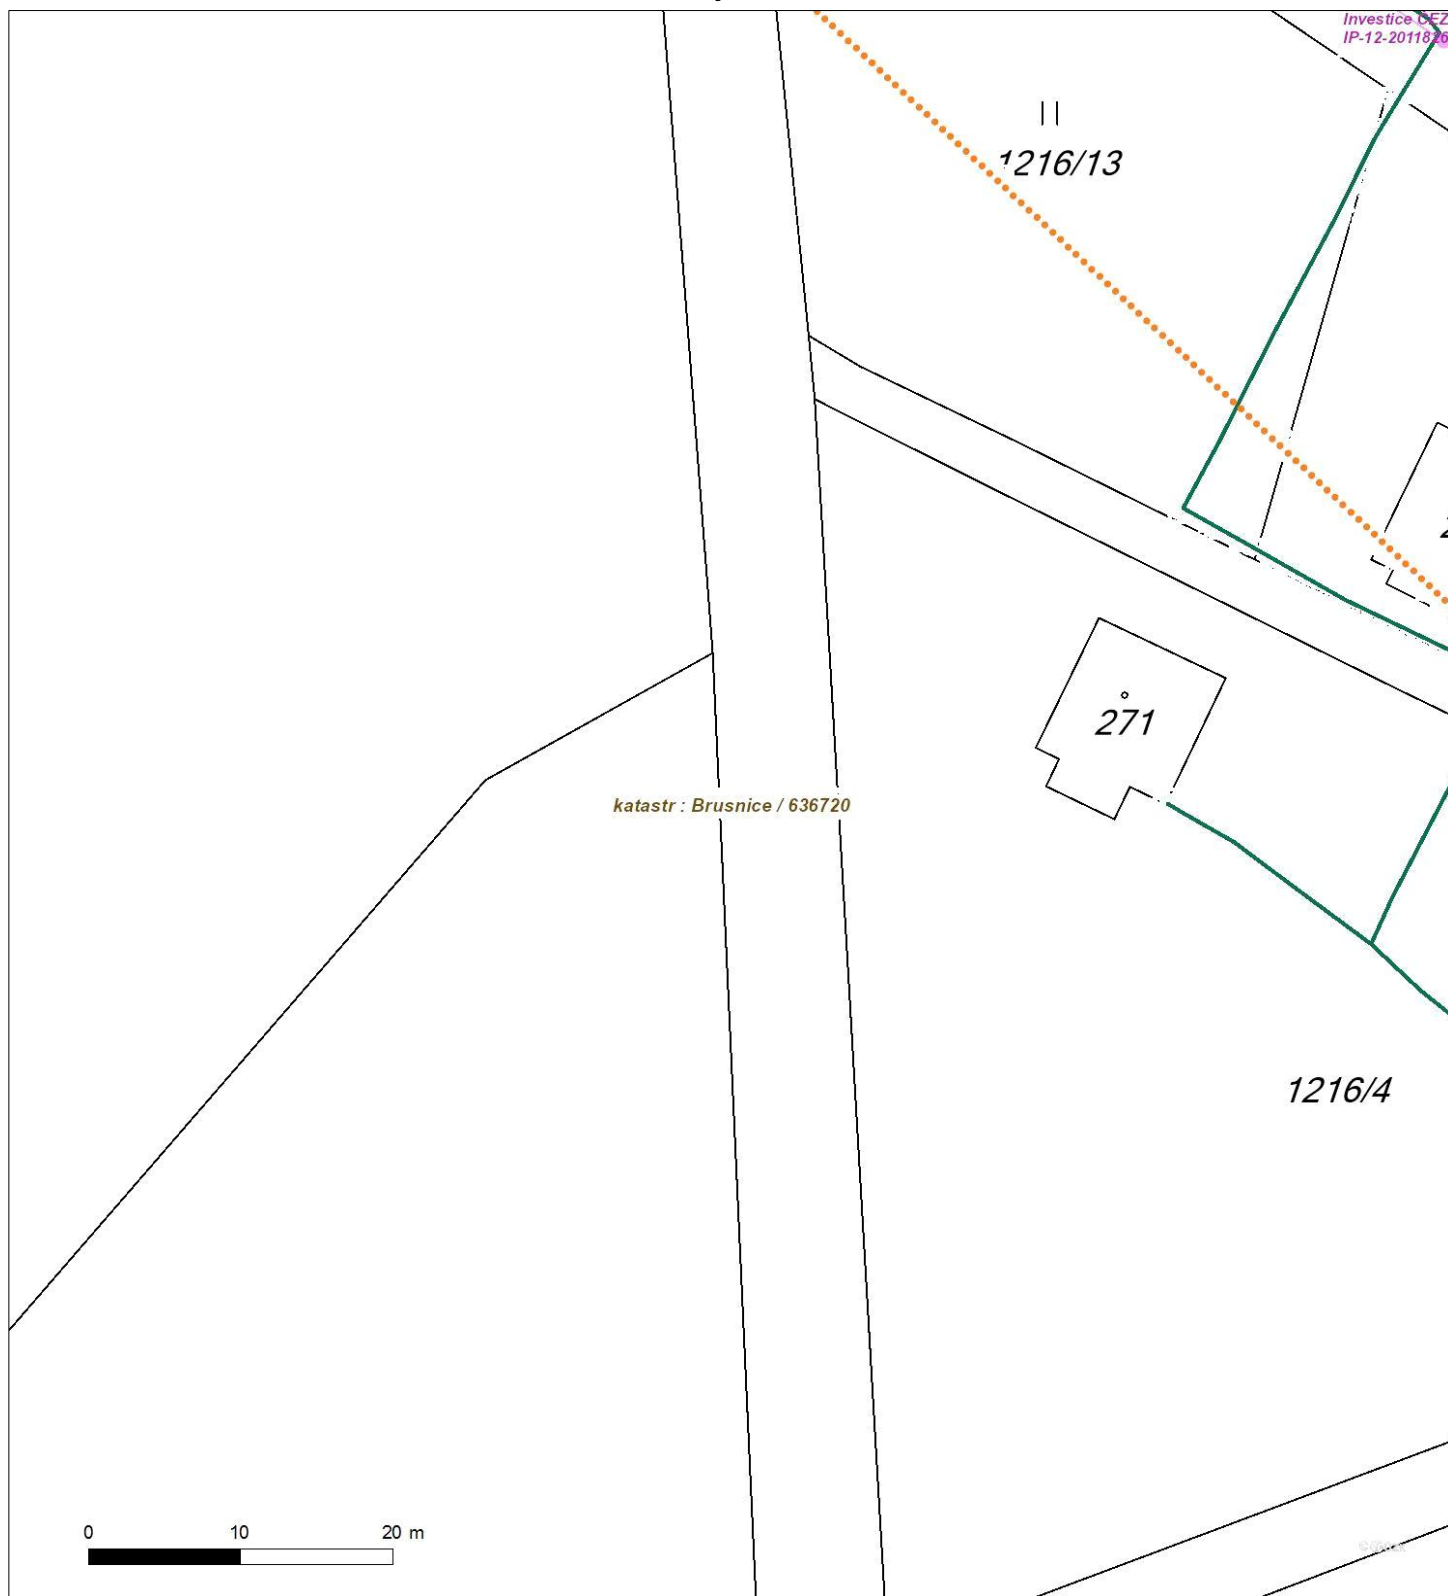 Investice ČEZ
IP-12-2011826
1216/13
271
katastr : Brusnice / 636720
1216/4
0 10 20 m